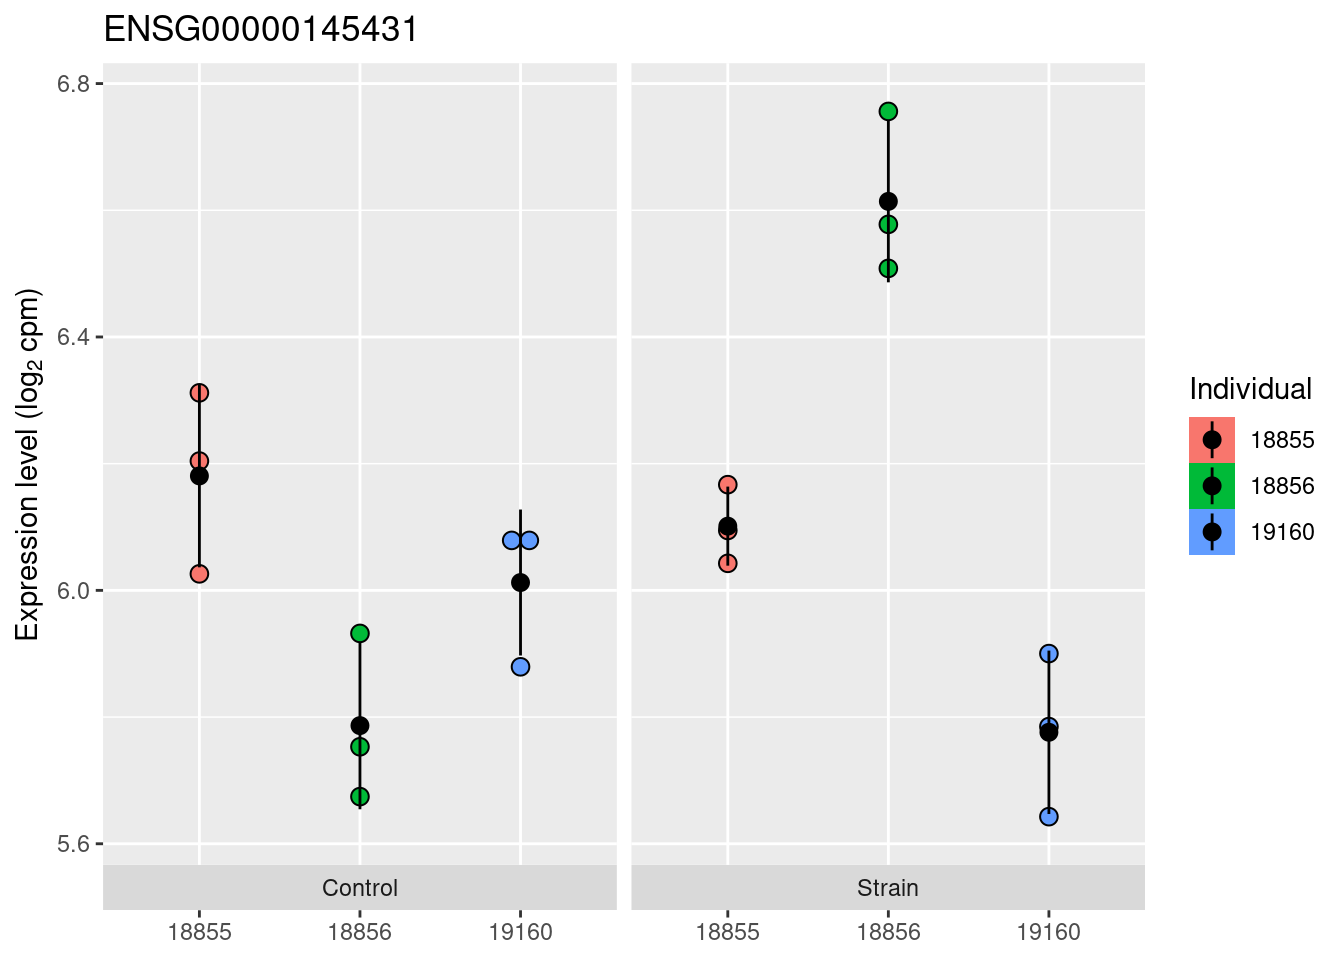 ENSG00000145431
Expression level (log₂ cpm)
6.8
6.4
6.0
5.6
Control
Strain
18855
18856
19160
18855
18856
19160
Individual
18855
18856
19160